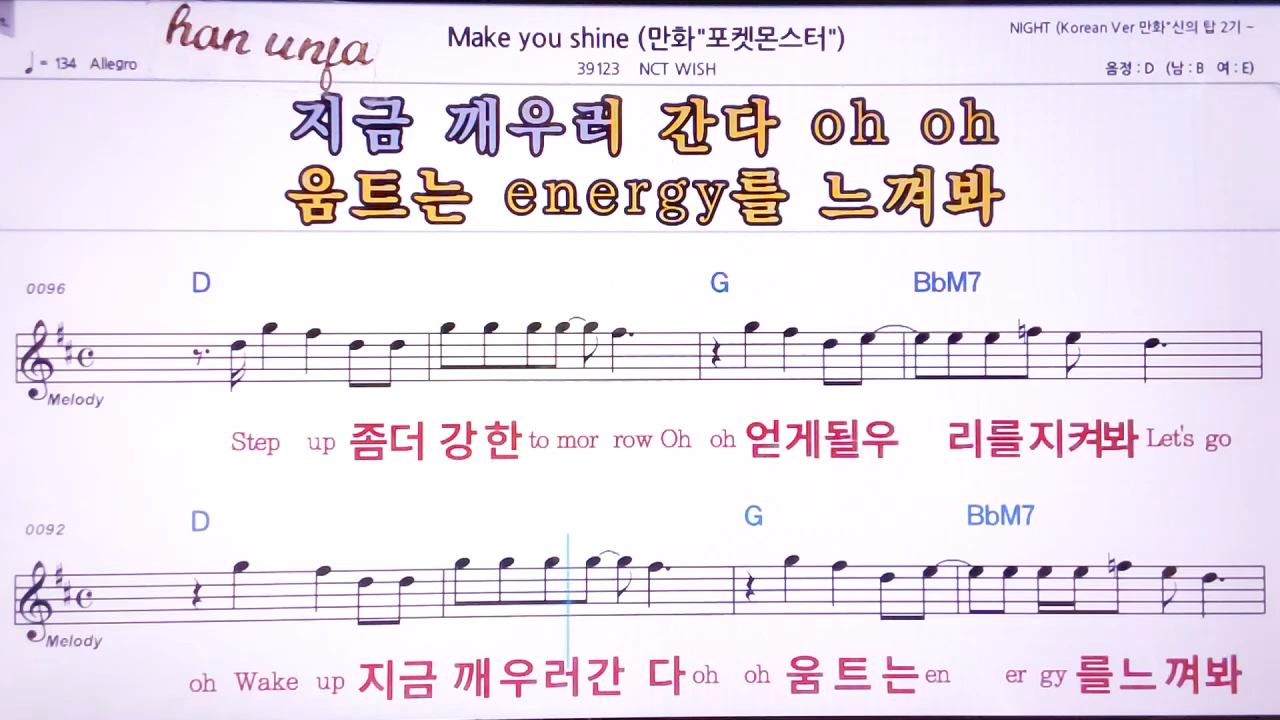 han unja
Make you shine (만화"포켓몬스터")
NIGHT (Korean Ver 만화"신의 탑 2기 ~
♩ = 134 Allegro
39123 NCT WISH
음정 : D (남 : B 여 : E)
지금 깨우러 간다 oh oh
움트는 energy를 느껴봐
0096
D G BbM7
Melody
Step up 좀더 강한 to mor row Oh oh 얻게될우 리를지켜봐 Let's go
0092
D G BbM7
Melody
oh Wake up 지금 깨우러간 다 oh oh 움트는 en er gy 를느껴봐